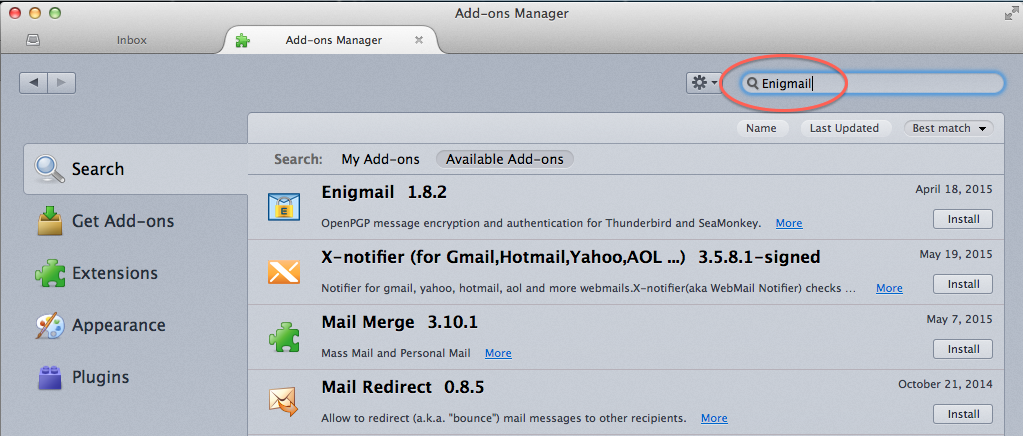 Add-ons Manager
Inbox
Add-ons Manager
Enigmail
Name
Last Updated
Best match
Search
Search:
My Add-ons
Available Add-ons
Get Add-ons
Extensions
Appearance
Plugins
Enigmail 1.8.2
April 18, 2015
OpenPGP message encryption and authentication for Thunderbird and SeaMonkey. More
Install
X-notifier (for Gmail,Hotmail,Yahoo,AOL ...) 3.5.8.1-signed
May 19, 2015
Notifier for gmail, yahoo, hotmail, aol and more webmails.X-notifier(aka WebMail Notifier) checks ... More
Install
Mail Merge 3.10.1
May 7, 2015
Mass Mail and Personal Mail More
Install
Mail Redirect 0.8.5
October 21, 2014
Allow to redirect (a.k.a. "bounce") mail messages to other recipients. More
Install